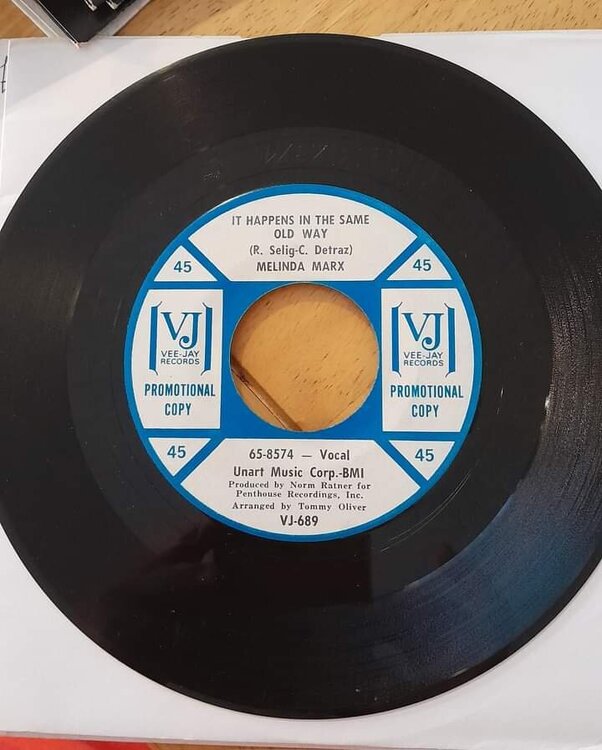 IT HAPPENS IN THE SAME
OLD WAY
(R. Selig-C. Detraz)
MELINDA MARX
45
45
VJ
VEE-JAY
RECORDS
PROMOTIONAL
COPY
VJ
VEE-JAY
RECORDS
PROMOTIONAL
COPY
45
45
65-8574 — Vocal
Unart Music Corp.-BMI
Produced by Norm Ratner for
Penthouse Recordings, Inc.
Arranged by Tommy Oliver
VJ-689